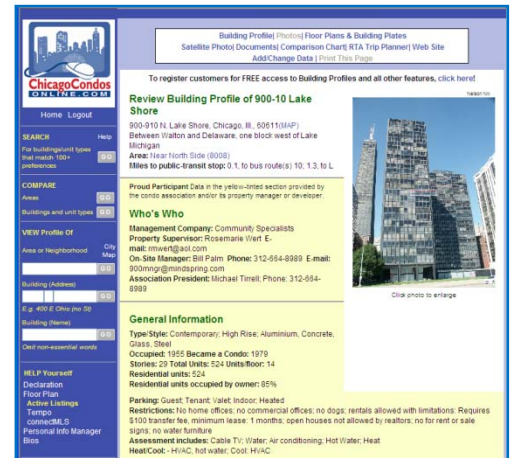 Building Profile| Photos| Floor Plans & Building Plates
Satellite Photo| Documents| Comparison Chart| RTA Trip Planner| Web Site
Add/Change Data | Print This Page
ChicagoCondos
ONLINE.COM
Home Logout
SEARCH Help
For buildings/unit types
that match 100+
preferences
GO
COMPARE
Areas GO
Buildings and unit types GO
VIEW Profile Of
Area or Neighborhood City
Map
GO
Building (Address)
GO
E.g. 400 E Ohio (no St)
Building (Name)
GO
Omit non-essential words
HELP Yourself
Declaration
Floor Plan
Active Listings
Tempo
connectMLS
Personal Info Manager
Bios
To register customers for FREE access to Building Profiles and all other features, click here!
Review Building Profile of 900-10 Lake
Shore
900-910 N. Lake Shore, Chicago, Ill., 60611(MAP)
Between Walton and Delaware, one block west of Lake
Michigan
Area: Near North Side (8008)
Miles to public-transit stop: 0.1, to bus route(s) 10; 1.3, to L
Click photo to enlarge
Proud Participant Data in the yellow-tinted section provided by
the condo association and/or its property manager or developer.
Who's Who
Management Company: Community Specialists
Property Supervisor: Rosemarie Wert E-
mail: rmwert@aol.com
On-Site Manager: Bill Palm Phone: 312-664-8989 E-mail:
900mngr@mindspring.com
Association President: Michael Tirrell; Phone: 312-664-
8989
General Information
Type/Style: Contemporary; High Rise; Aluminium, Concrete,
Glass, Steel
Occupied: 1955 Became a Condo: 1979
Stories: 29 Total Units: 524 Units/floor: 14
Residential units: 524
Residential units occupied by owner: 85%
Parking: Guest; Tenant: Valet; Indoor; Heated
Restrictions: No home offices; no commercial offices; no dogs; rentals allowed with limitations: Requires
$100 transfer fee, minimum lease: 1 months; open houses not allowed by realtors; no for rent or sale
signs; no water furniture
Assessment includes: Cable TV; Water; Air conditioning; Hot Water; Heat
Heat/Cool: - HVAC, hot water; Cool: HVAC